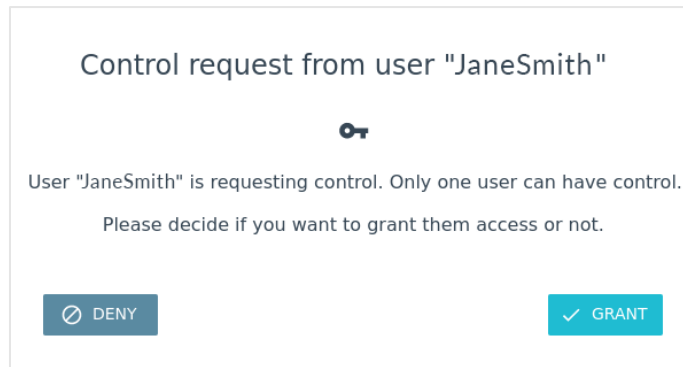 Control request from user "JaneSmith"
User "JaneSmith" is requesting control. Only one user can have control.
Please decide if you want to grant them access or not.
DENY
GRANT